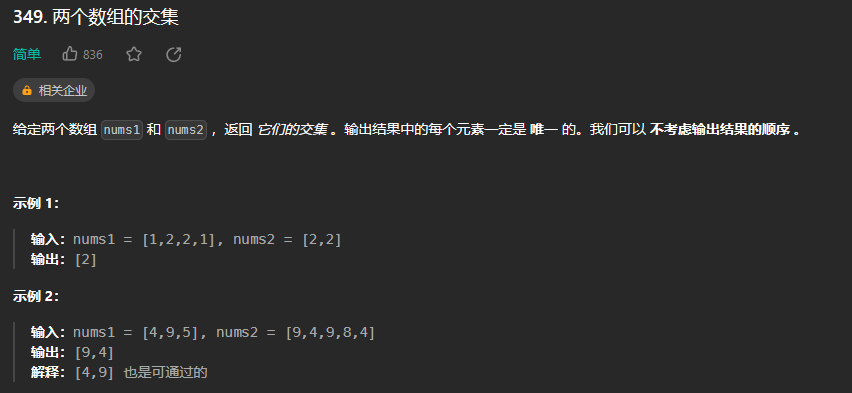 349. 两个数组的交集
简单 836
相关企业
给定两个数组 nums1 和 nums2 ，返回 它们的交集 。输出结果中的每个元素一定是 唯一 的。我们可以 不考虑输出结果的顺序 。
示例 1：
输入：nums1 = [1,2,2,1], nums2 = [2,2]
输出：[2]
示例 2：
输入：nums1 = [4,9,5], nums2 = [9,4,9,8,4]
输出：[9,4]
解释：[4,9] 也是可通过的